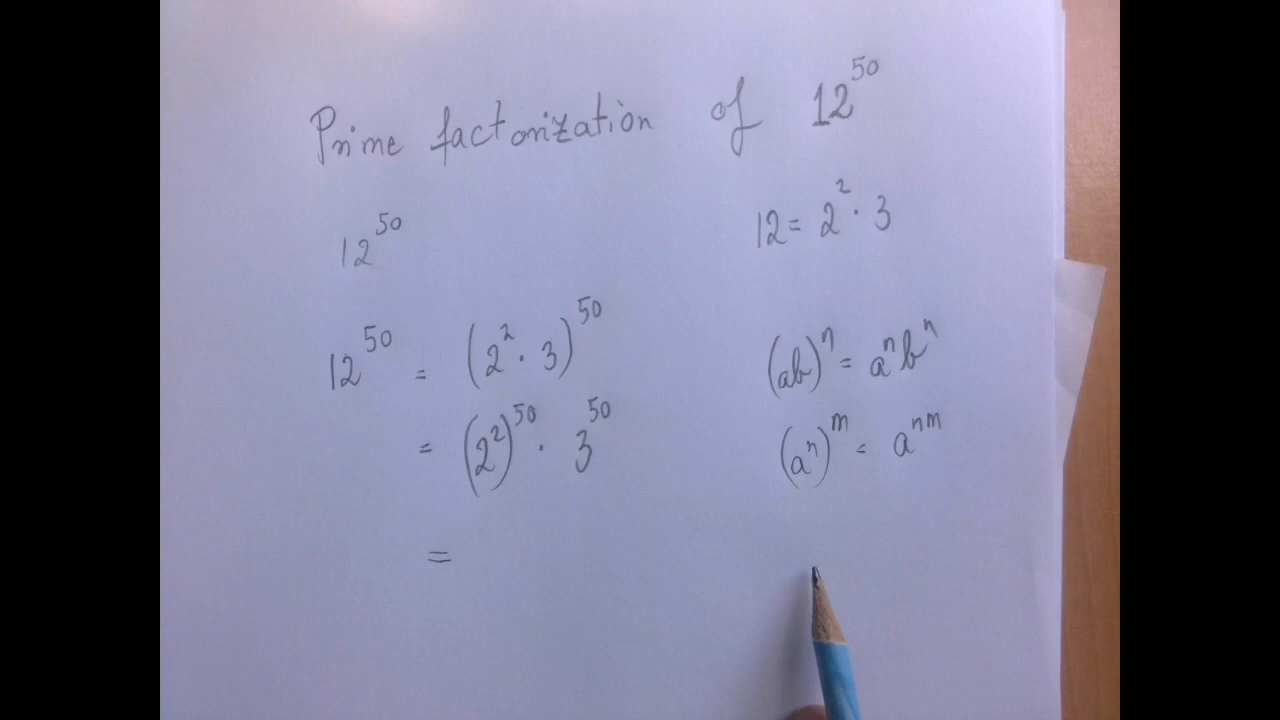 Prime factorization of 12^50
12^50
12 = 2^2 · 3
12^50 = (2^2 · 3)^50
(ab)^n = a^n b^n
= (2^2)^50 · 3^50
(a^n)^m = a^nm
=